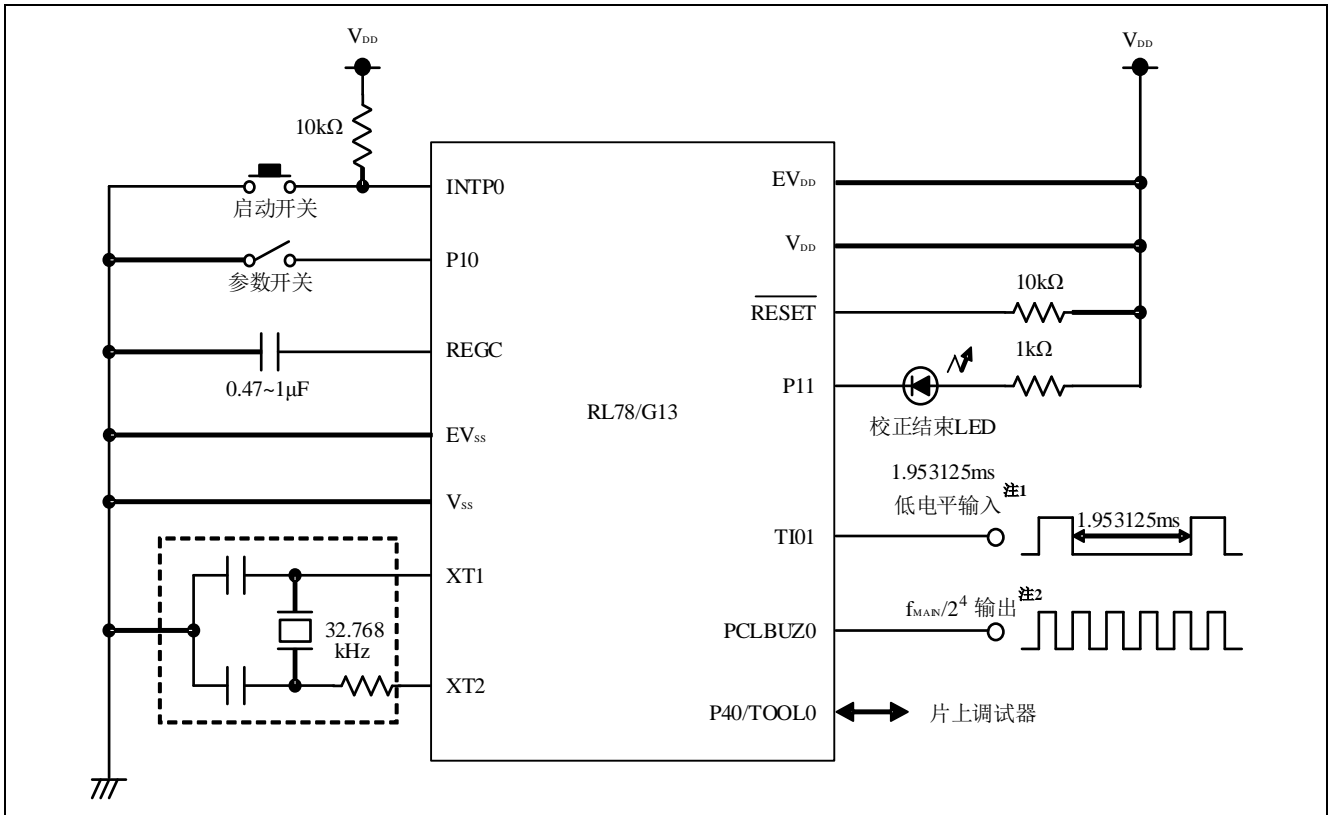 V_DD
10kΩ
INTP0
启动开关
P10
参数开关
REGC
0.47~1μF
EV_ss
V_ss
XT1
32.768
kHz
XT2
RL78/G13
V_DD
EV_DD
V_DD
RESET
10kΩ
1kΩ
P11
校正结束LED
1.953125ms
低电平输入 注1
1.953125ms
TI01
f_MAIN/2^4 输出 注2
PCLBUZ0
P40/TOOL0
片上调试器